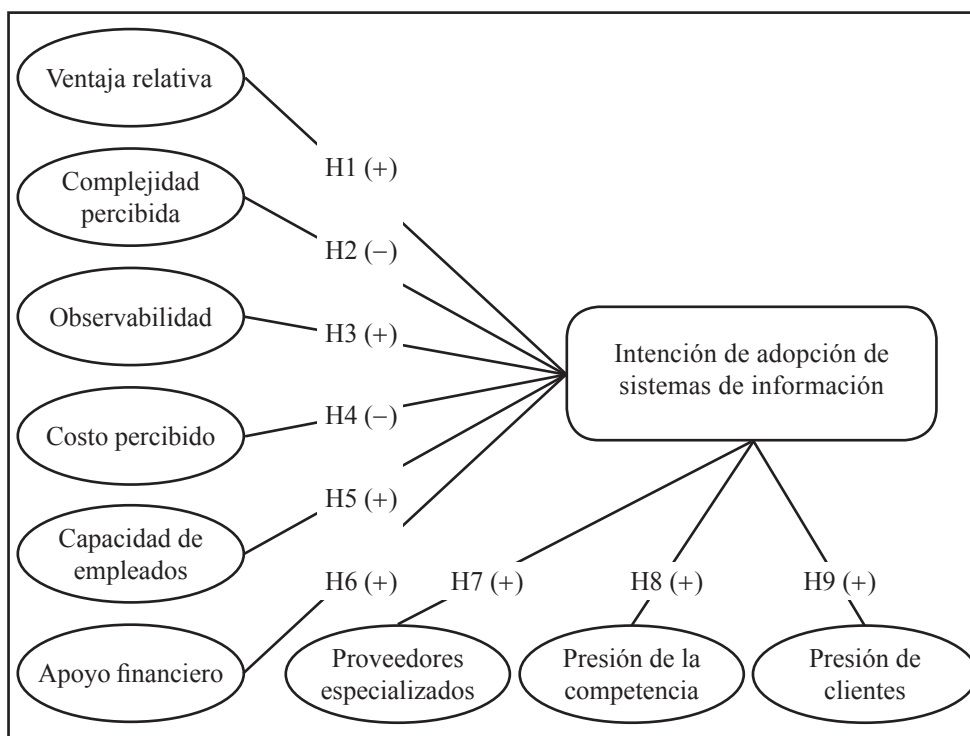 Ventaja relativa
H1 (+)
Complejidad
percibida
H2 (−)
Observabilidad
H3 (+)
Intención de adopción de
sistemas de información
Costo percibido
H4 (−)
Capacidad de
empleados
H5 (+)
Apoyo financiero
H6 (+)
H7 (+)
H8 (+)
H9 (+)
Proveedores
especializados
Presión de la
competencia
Presión de
clientes